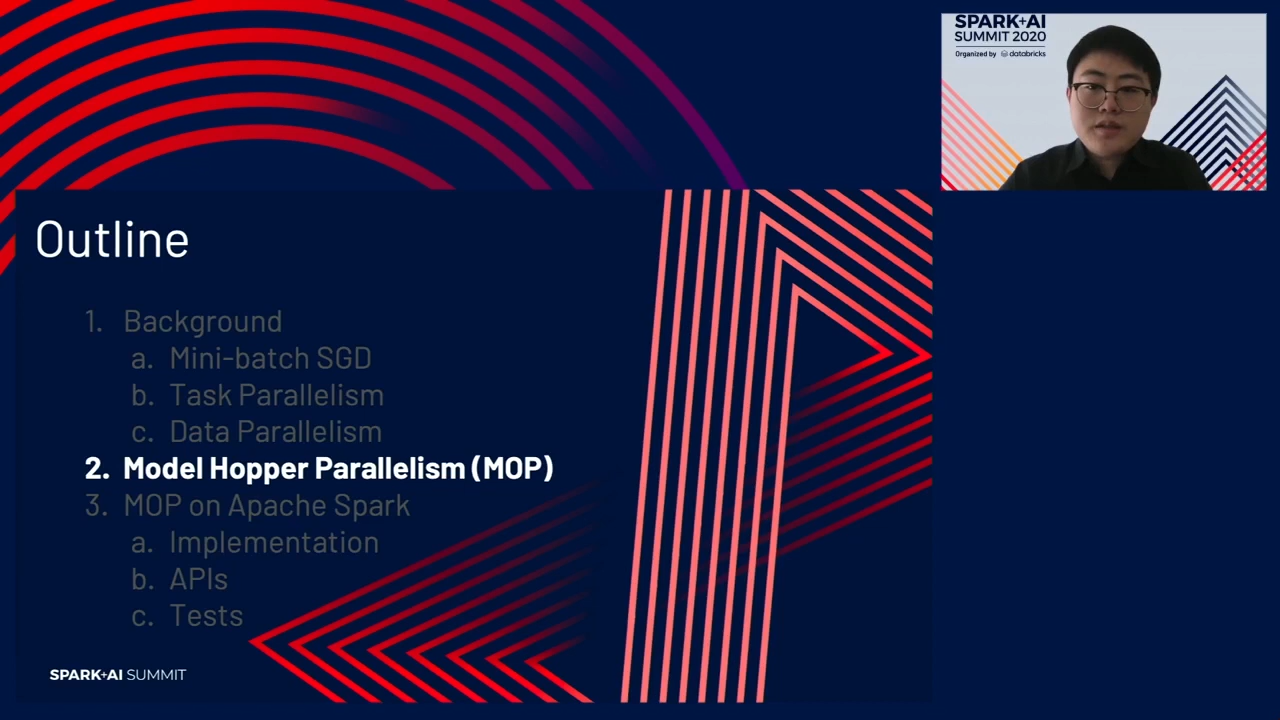 SPARK+AI
SUMMIT 2020
Organized by databricks
Outline
1. Background
a. Mini-batch SGD
b. Task Parallelism
c. Data Parallelism
2. Model Hopper Parallelism (MOP)
3. MOP on Apache Spark
a. Implementation
b. APIs
c. Tests
SPARK+AI SUMMIT